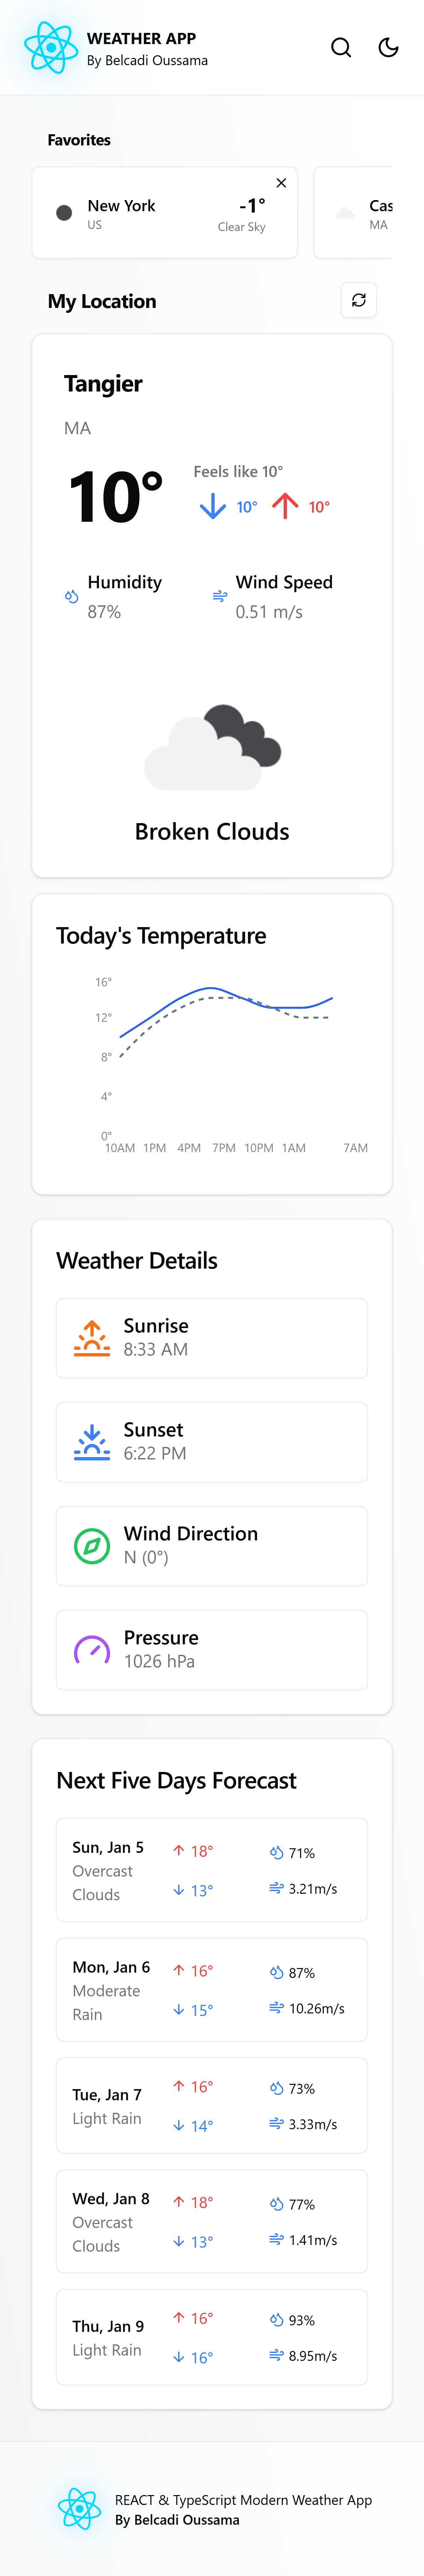 WEATHER APP
By Belcadi Oussama
Favorites
New York
US
-1°
Clear Sky
Cas
MA
My Location
Tangier
MA
10°
Feels like 10°
10°
10°
Humidity
87%
Wind Speed
0.51 m/s
Broken Clouds
Today's Temperature
16°
12°
8°
4°
0°
10AM 1PM 4PM 7PM 10PM 1AM 7AM
Weather Details
Sunrise
8:33 AM
Sunset
6:22 PM
Wind Direction
N (0°)
Pressure
1026 hPa
Next Five Days Forecast
Sun, Jan 5
Overcast
Clouds
18°
13°
71%
3.21m/s
Mon, Jan 6
Moderate
Rain
16°
15°
87%
10.26m/s
Tue, Jan 7
Light Rain
16°
14°
73%
3.33m/s
Wed, Jan 8
Overcast
Clouds
18°
13°
77%
1.41m/s
Thu, Jan 9
Light Rain
16°
16°
93%
8.95m/s
REACT & TypeScript Modern Weather App
By Belcadi Oussama